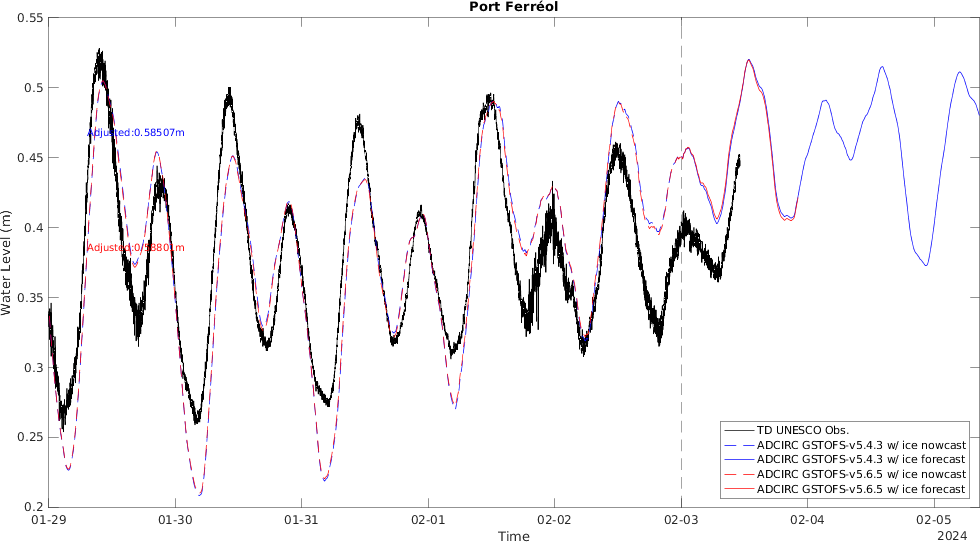 Port Ferréol
0.55
0.5
0.45
0.4
0.35
0.3
0.25
0.2
Water Level (m)
Adjusted:0.58507m
01-29
01-30
01-31
02-01
02-02
02-03
02-04
02-05
2024
Time
TD UNESCO Obs.
ADCIRC GSTOFS-v5.4.3 w/ ice nowcast
ADCIRC GSTOFS-v5.4.3 w/ ice forecast
ADCIRC GSTOFS-v5.6.5 w/ ice nowcast
ADCIRC GSTOFS-v5.6.5 w/ ice forecast